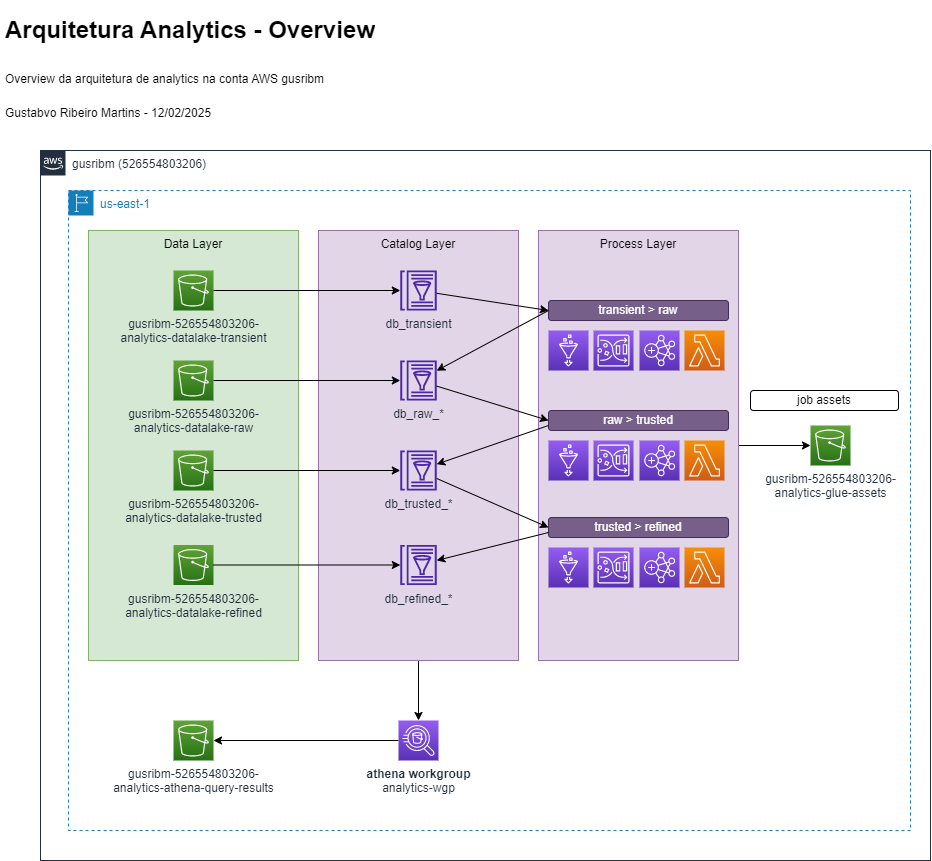 Arquitetura Analytics - Overview
Overview da arquitetura de analytics na conta AWS gusribm
Gustabvo Ribeiro Martins - 12/02/2025
aws
gusribm (526554803206)
us-east-1
Data Layer
gusribm-526554803206-
analytics-datalake-transient
gusribm-526554803206-
analytics-datalake-raw
gusribm-526554803206-
analytics-datalake-trusted
gusribm-526554803206-
analytics-datalake-refined
Catalog Layer
db_transient
db_raw_*
db_trusted_*
db_refined_*
Process Layer
transient > raw
raw > trusted
trusted > refined
job assets
gusribm-526554803206-
analytics-glue-assets
gusribm-526554803206-
analytics-athena-query-results
athena workgroup
analytics-wgp